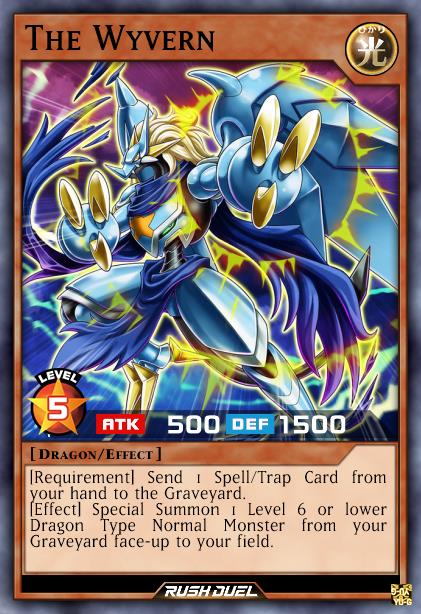 The Wyvern
ひかり
光
LEVEL
5
ATK 500 DEF 1500
[Dragon/Effect]
[Requirement] Send 1 Spell/Trap Card from
your hand to the Graveyard.
[Effect] Special Summon 1 Level 6 or lower
Dragon Type Normal Monster from your
Graveyard face-up to your field.
RUSH DUEL